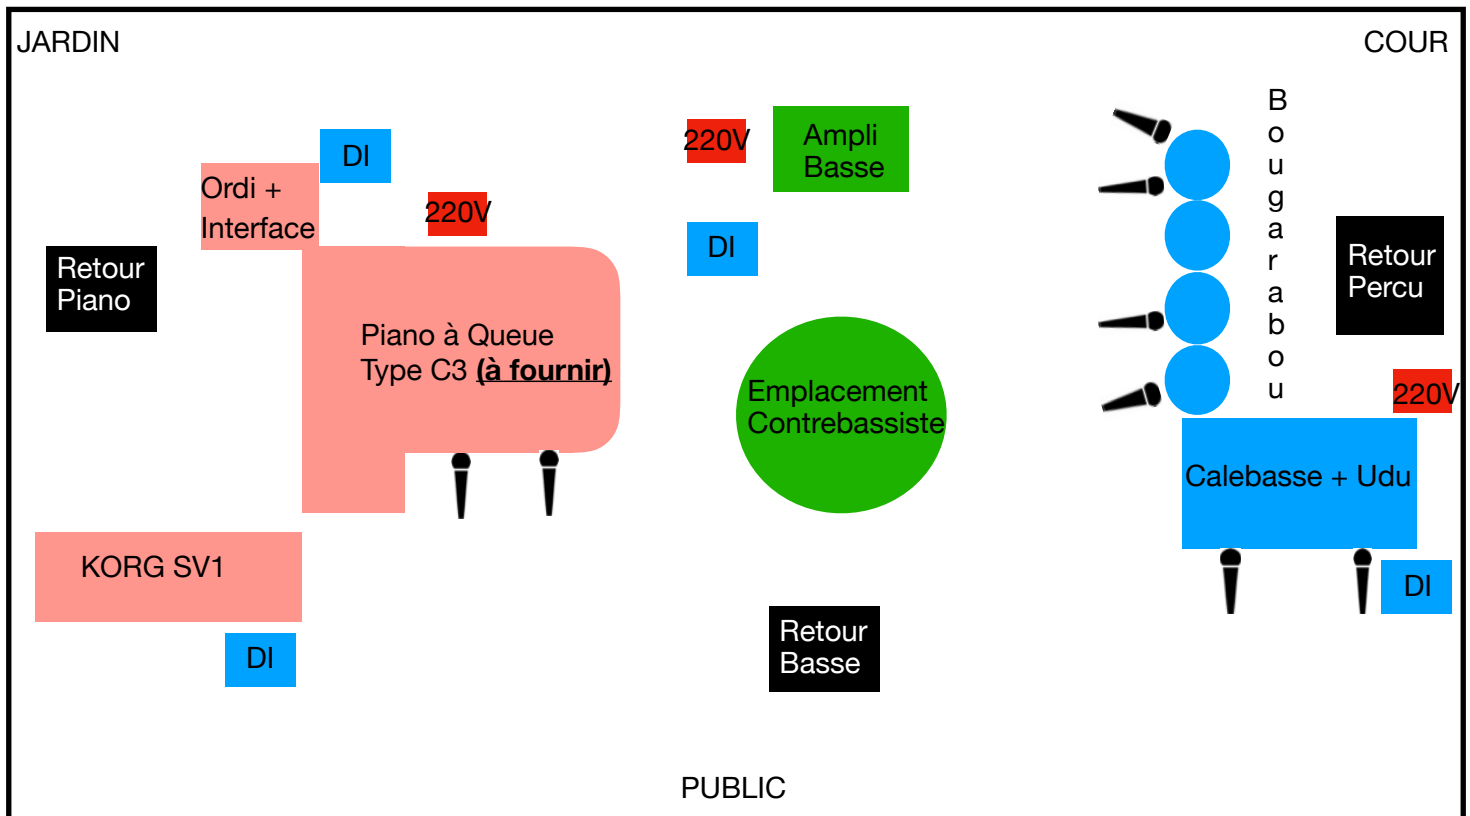 JARDIN
COUR
DI
Ordi +
Interface
220V
Retour
Piano
Piano à Queue
Type C3 (à fournir)
KORG SV1
DI
220V
Ampli
Basse
DI
Emplacement
Contrebassiste
Retour
Basse
Bougarabou
Retour
Percu
220V
Calebasse + Udu
DI
PUBLIC